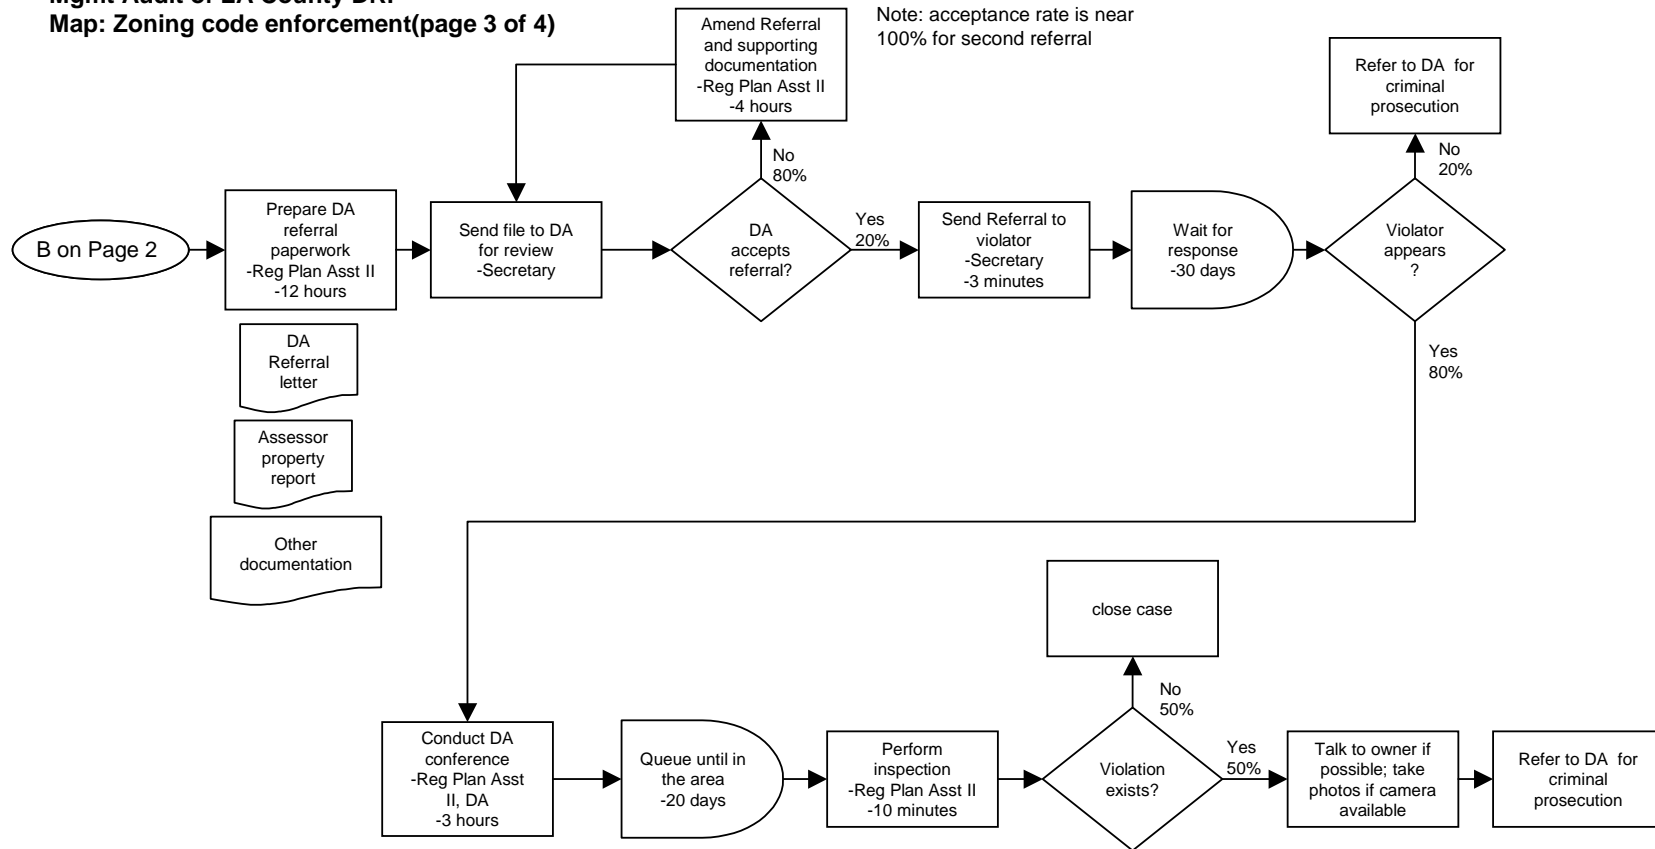 Map: Zoning code enforcement(page 3 of 4)
Note: acceptance rate is near
100% for second referral
Amend Referral
and supporting
documentation
-Reg Plan Asst II
-4 hours
Refer to DA for
criminal
prosecution
No
80%
No
20%
B on Page 2
Prepare DA
referral
paperwork
-Reg Plan Asst II
-12 hours
Send file to DA
for review
-Secretary
DA
accepts
referral?
Yes
20%
Send Referral to
violator
-Secretary
-3 minutes
Wait for
response
-30 days
Violator
appears
?
Yes
80%
DA
Referral
letter
Assessor
property
report
Other
documentation
close case
No
50%
Conduct DA
conference
-Reg Plan Asst
II, DA
-3 hours
Queue until in
the area
-20 days
Perform
inspection
-Reg Plan Asst II
-10 minutes
Violation
exists?
Yes
50%
Talk to owner if
possible; take
photos if camera
available
Refer to DA for
criminal
prosecution